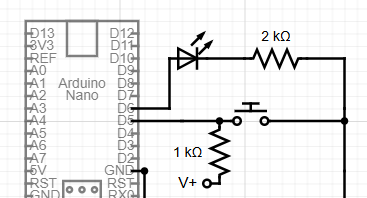 D13 D12
3V3 D11
REF D10
A0 D9
A1 Arduino D8
A2 Nano D7
A3 D6
A4 D5
A5 D4
A6 D3
A7 D2
5V GND
RST RST
GND RX0
2 kΩ
1 kΩ
V+